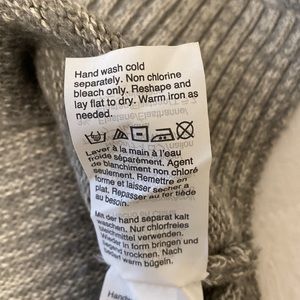 Hand wash cold
separately. Non chlorine
bleach only. Reshape and
lay flat to dry. Warm iron as
needed.
Laver à la main à l'eau
froide séparément. Agent
de blanchiment non chloré
seulement. Remettre en
forme et laisser sécher à
plat. Repasser au fer tiède
au besoin.
Mit der hand separat kalt
waschen. Nur chlorfreies
bleichmittel verwenden.
Wieder in form bringen und
liegend trocknen. Nach
bedarf warm bügeln.